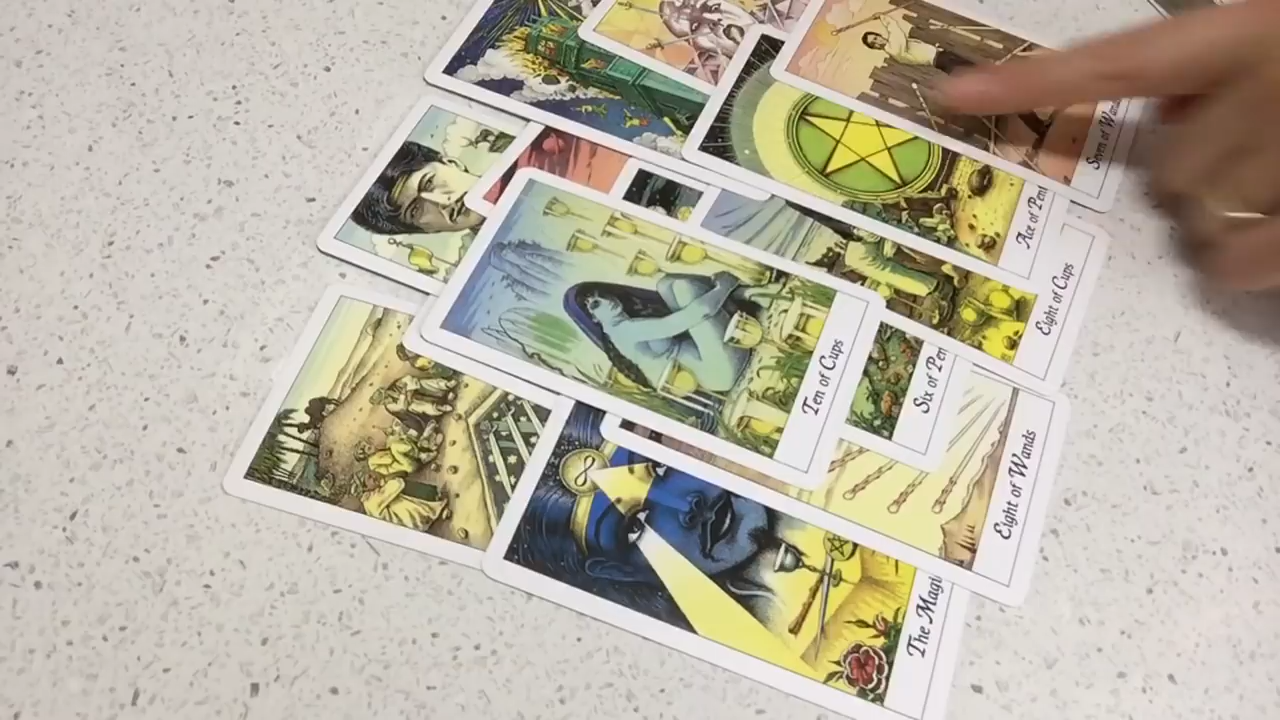 Seven of Wands
Ace of Pent
Eight of Cups
Ten of Cups
Six of Pen
Eight of Wands
The Magi